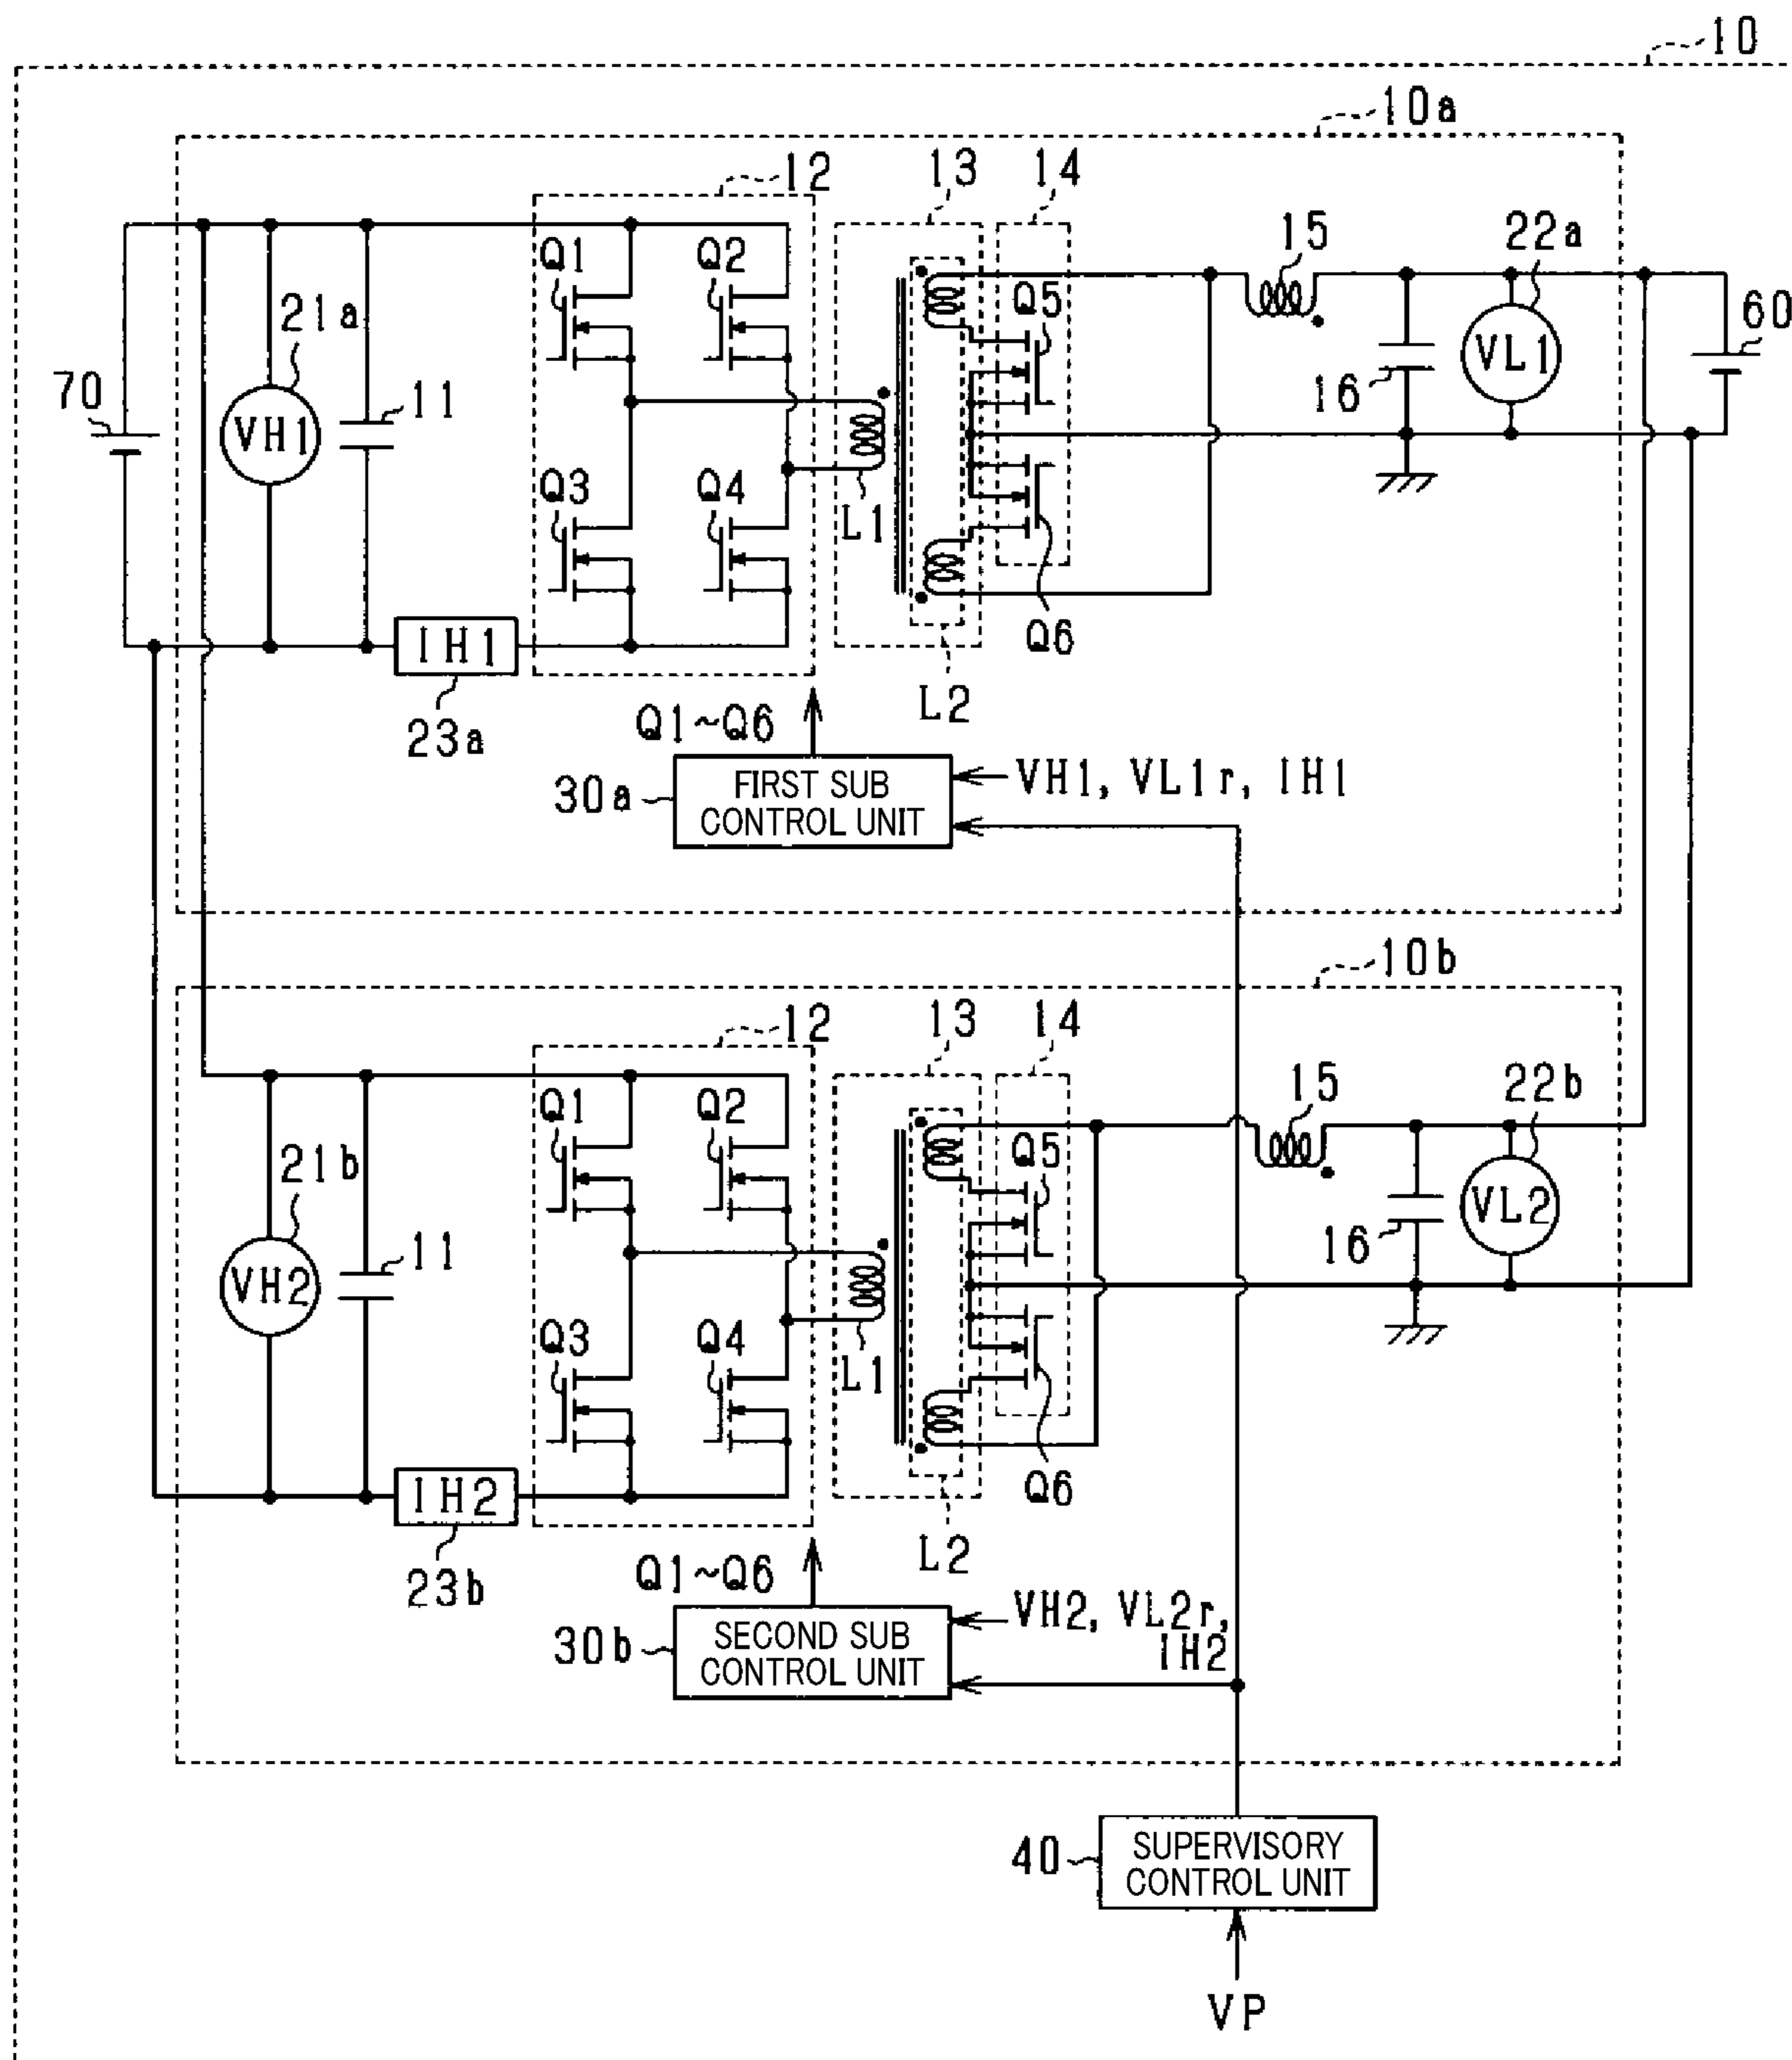 10
10a
12
13
14
Q1
Q2
15
22a
21a
Q5
60
70
11
VH1
16
VL1
Q3
Q4
L1
IH1
Q6
L2
23a
Q1~Q6
30a
FIRST SUB
CONTROL UNIT
VH1, VL1r, IH1
10b
12
13
14
Q1
Q2
15
22b
21b
Q5
11
VH2
16
VL2
Q3
Q4
L1
IH2
Q6
L2
23b
Q1~Q6
30b
SECOND SUB
CONTROL UNIT
VH2, VL2r,
IH2
40
SUPERVISORY
CONTROL UNIT
VP